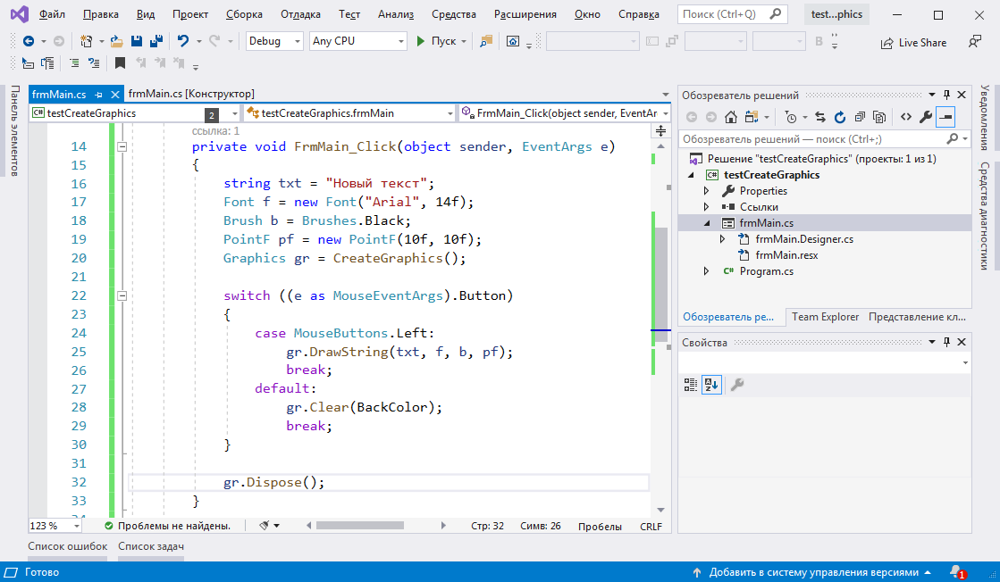 Файл Правка Вид Проект Сборка Отладка Тест Анализ Средства Расширения Окно Справка Поиск (Ctrl+Q) test...phics
Debug Any CPU Пуск Live Share
Панель элементов
frmMain.cs frmMain.cs [Конструктор]
testCreateGraphics 2 testCreateGraphics.frmMain FrmMain_Click(object sender, EventAr
ссылка: 1
14 private void FrmMain_Click(object sender, EventArgs e)
15 {
16 string txt = "Новый текст";
17 Font f = new Font("Arial", 14f);
18 Brush b = Brushes.Black;
19 PointF pf = new PointF(10f, 10f);
20 Graphics gr = CreateGraphics();
21
22 switch ((e as MouseEventArgs).Button)
23 {
24 case MouseButtons.Left:
25 gr.DrawString(txt, f, b, pf);
26 break;
27 default:
28 gr.Clear(BackColor);
29 break;
30 }
31
32 gr.Dispose();
33 }
123 % Проблемы не найдены. Стр: 32 Симв: 26 Пробелы CRLF
Обозреватель решений
Обозреватель решений — поиск (Ctrl+;)
Решение "testCreateGraphics" (проекты: 1 из 1)
testCreateGraphics
Properties
Ссылки
frmMain.cs
frmMain.Designer.cs
frmMain.resx
Program.cs
Обозреватель ре... Team Explorer Представление кл...
Свойства
Уведомления
Средства диагностики
Список ошибок Список задач
Готово Добавить в систему управления версиями 1